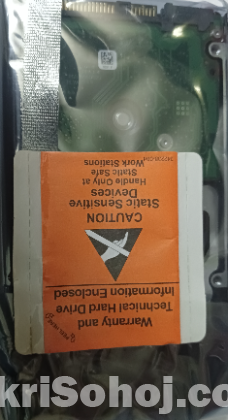 Warranty and
Technical Hard Drive
Information Enclosed
CAUTION
Static Sensitive
Devices
Handle Only at
Static Safe
Work Stations
kriSohoj.com